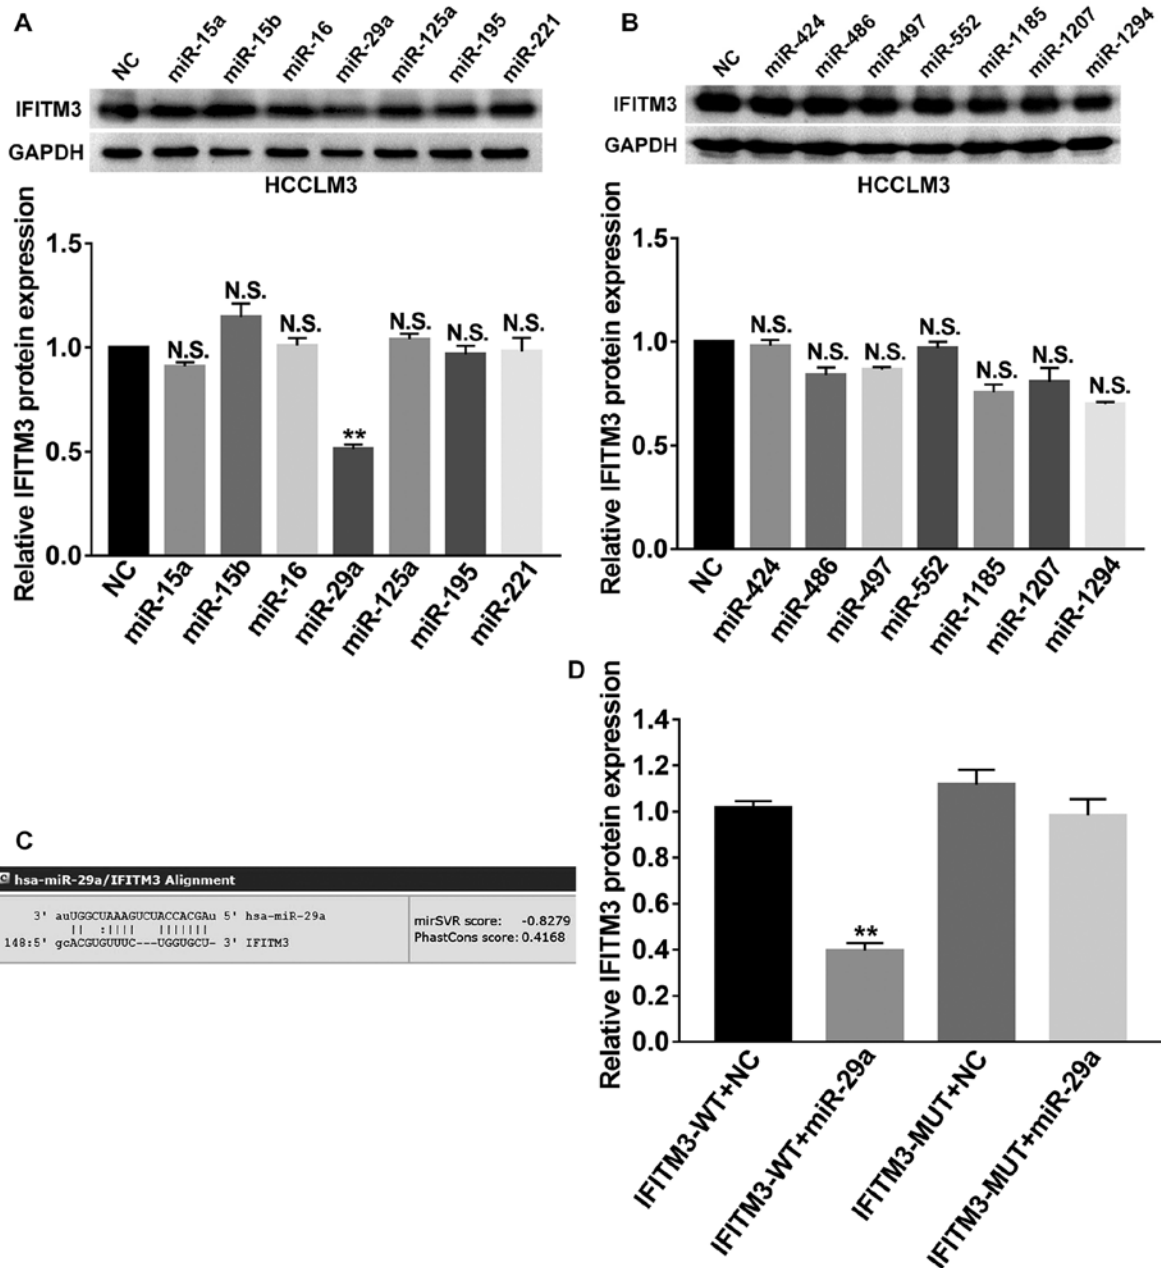 A
NC
miR-15a
miR-15b
miR-16
miR-29a
miR-125a
miR-195
miR-221
IFITM3
GAPDH
HCCLM3
Relative IFITM3 protein expression
1.5
1.0
0.5
0.0
N.S.
N.S.
N.S.
**
N.S.
N.S.
N.S.
NC
miR-15a
miR-15b
miR-16
miR-29a
miR-125a
miR-195
miR-221
B
NC
miR-424
miR-486
miR-497
miR-552
miR-1185
miR-1207
miR-1294
IFITM3
GAPDH
HCCLM3
Relative IFITM3 protein expression
1.5
1.0
0.5
0.0
N.S.
N.S.
N.S.
N.S.
N.S.
N.S.
N.S.
NC
miR-424
miR-486
miR-497
miR-552
miR-1185
miR-1207
miR-1294
C
hsa-miR-29a/IFITM3 Alignment
3' auUGGCUAAAGUCUACCACGAu 5' hsa-miR-29a
|| :|||| |||||||
148:5' gcACGUGUUUC---UGGUGCU- 3' IFITM3
mirSVR score: -0.8279
PhastCons score: 0.4168
D
Relative IFITM3 protein expression
1.4
1.2
1.0
0.8
0.6
0.4
0.2
0.0
**
IFITM3-WT+NC
IFITM3-WT+miR-29a
IFITM3-MUT+NC
IFITM3-MUT+miR-29a